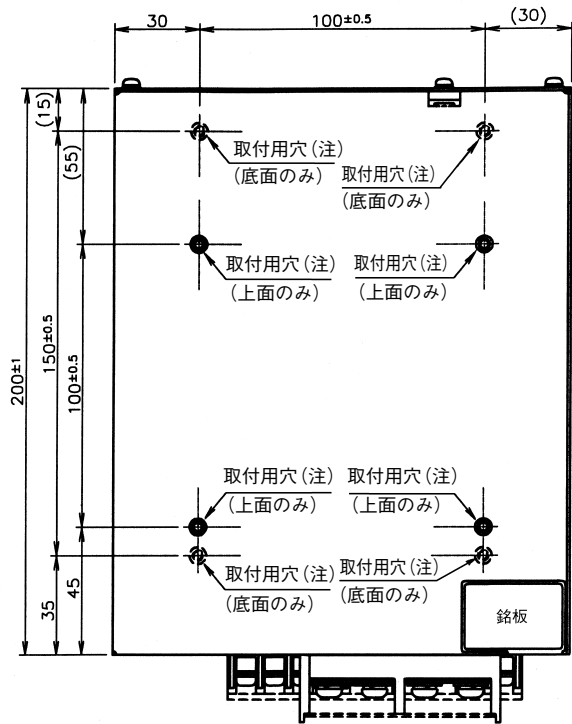 30
100±0.5
(30)
(15)
(55)
取付用穴(注)
(底面のみ)
取付用穴(注)
(底面のみ)
取付用穴(注)
(上面のみ)
取付用穴(注)
(上面のみ)
200±1
150±0.5
100±0.5
取付用穴(注)
(上面のみ)
取付用穴(注)
(上面のみ)
取付用穴(注)
(底面のみ)
取付用穴(注)
(底面のみ)
35
45
銘板